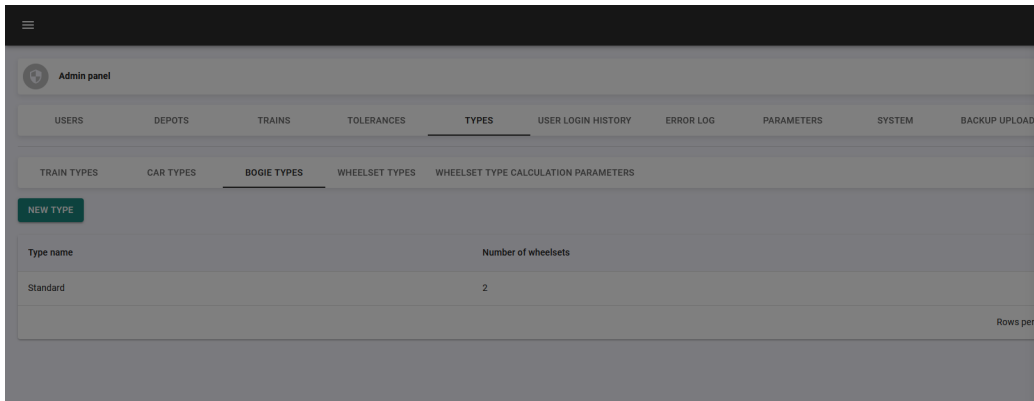 Admin panel
USERS DEPOTS TRAINS TOLERANCES TYPES USER LOGIN HISTORY ERROR LOG PARAMETERS SYSTEM BACKUP UPLOAD
TRAIN TYPES CAR TYPES BOGIE TYPES WHEELSET TYPES WHEELSET TYPE CALCULATION PARAMETERS
NEW TYPE
Type name Number of wheelsets
Standard 2
Rows per